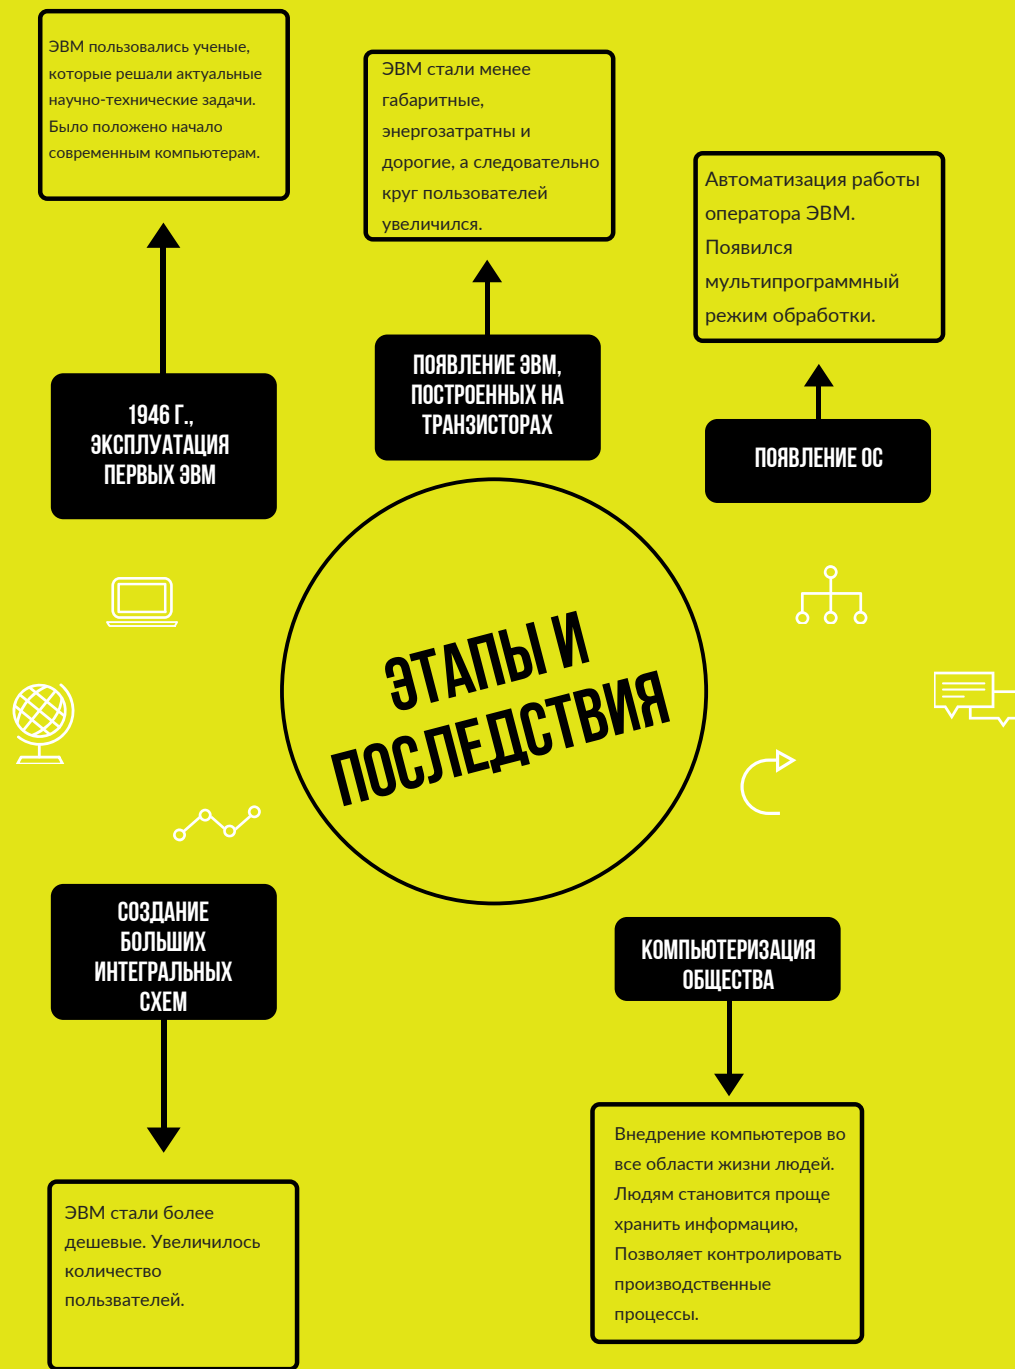 ЭВМ пользовались ученые,
которые решали актуальные
научно-технические задачи.
Было положено начало
современным компьютерам.
ЭВМ стали менее
габаритные,
энергозатратны и
дорогие, а следовательно
круг пользователей
увеличился.
Автоматизация работы
оператора ЭВМ.
Появился
мультипрограммный
режим обработки.
1946 Г.,
ЭКСПЛУАТАЦИЯ
ПЕРВЫХ ЭВМ
ПОЯВЛЕНИЕ ЭВМ,
ПОСТРОЕННЫХ НА
ТРАНЗИСТОРАХ
ПОЯВЛЕНИЕ ОС
ЭТАПЫ И
ПОСЛЕДСТВИЯ
СОЗДАНИЕ
БОЛЬШИХ
ИНТЕГРАЛЬНЫХ
СХЕМ
КОМПЬЮТЕРИЗАЦИЯ
ОБЩЕСТВА
ЭВМ стали более
дешевые. Увеличилось
количество
пользвателей.
Внедрение компьютеров во
все области жизни людей.
Людям становится проще
хранить информацию,
Позволяет контролировать
производственные
процессы.